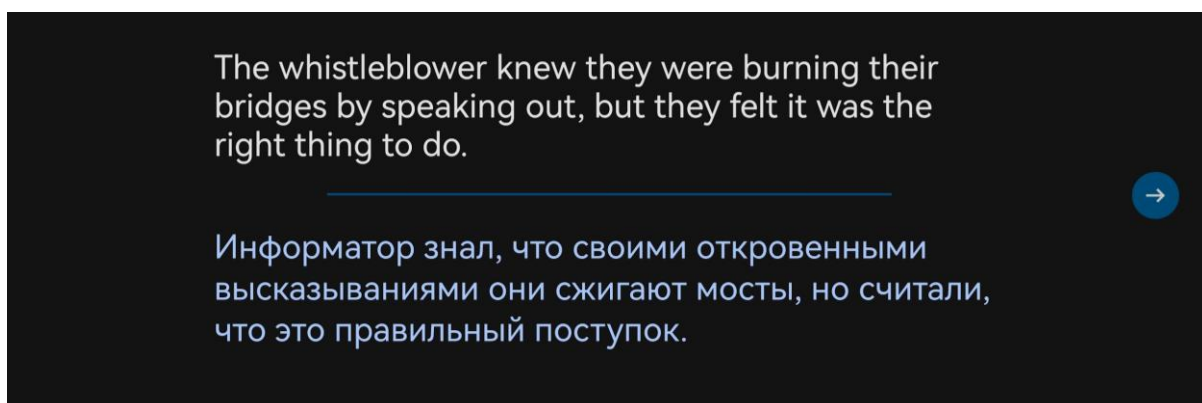 The whistleblower knew they were burning their
bridges by speaking out, but they felt it was the
right thing to do.
Информатор знал, что своими откровенными
высказываниями они сжигают мосты, но считали,
что это правильный поступок.